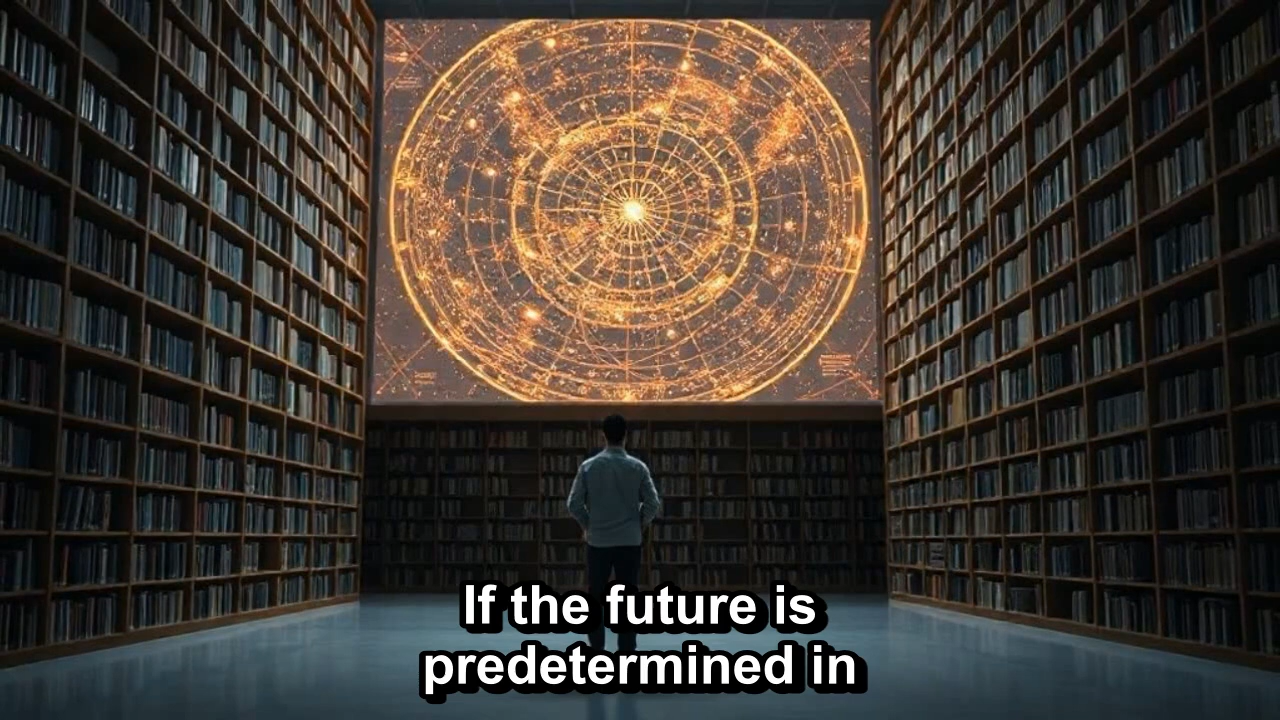 If the future is
predetermined in